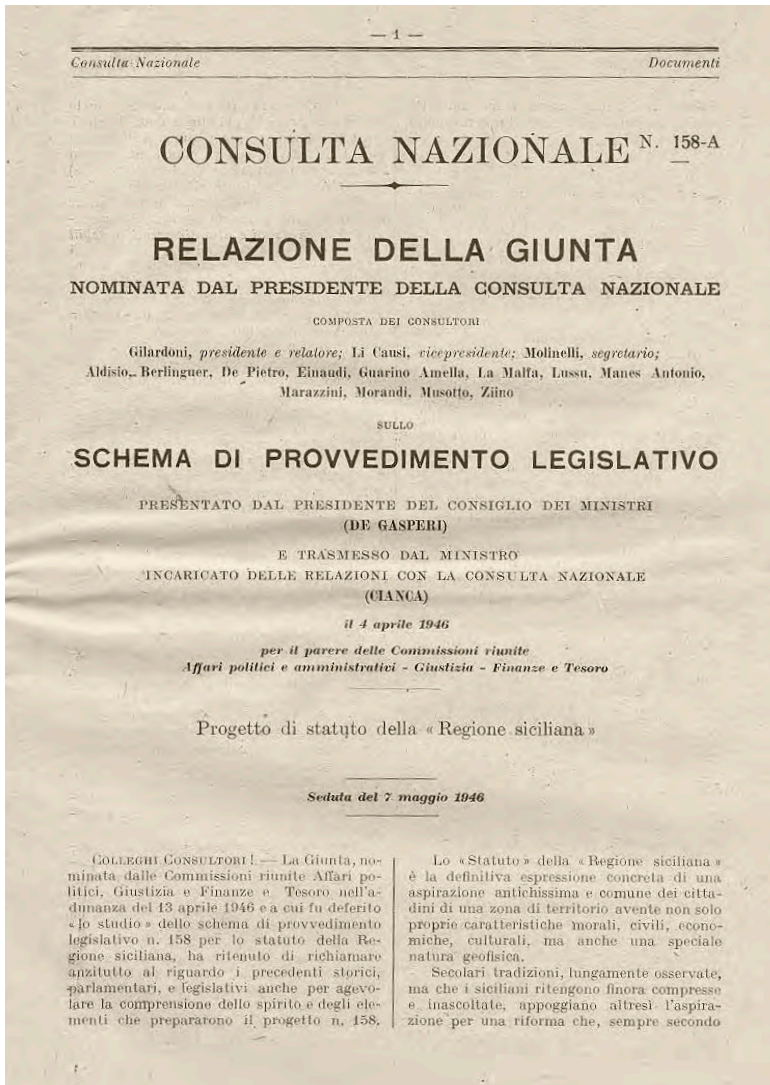 — 1 —
Consulta Nazionale Documenti
CONSULTA NAZIONALE N. 158-A
RELAZIONE DELLA GIUNTA
NOMINATA DAL PRESIDENTE DELLA CONSULTA NAZIONALE
COMPOSTA DEI CONSULTORI
Gilardoni, presidente e relatore; Li Causi, vicepresidente; Molinelli, segretario;
Aldisio, Berlinguer, De Pietro, Einaudi, Guarino Amella, La Malfa, Lussu, Manes Antonio,
Marazzini, Morandi, Musotto, Ziino
SULLO
SCHEMA DI PROVVEDIMENTO LEGISLATIVO
PRESENTATO DAL PRESIDENTE DEL CONSIGLIO DEI MINISTRI
(DE GASPERI)
E TRASMESSO DAL MINISTRO
INCARICATO DELLE RELAZIONI CON LA CONSULTA NAZIONALE
(CIANCA)
il 4 aprile 1946
per il parere delle Commissioni riunite
Affari politici e amministrativi - Giustizia - Finanze e Tesoro
Progetto di statuto della « Regione siciliana »
Seduta del 7 maggio 1946
COLLEGHI CONSULTORI! — La Giunta, no-
minata dalle Commissioni riunite Affari po-
litici, Giustizia e Finanze e Tesoro nell'a-
dunanza del 13 aprile 1946 e a cui fu deferito
« lo studio » dello schema di provvedimento
legislativo n. 158 per lo statuto della Re-
gione siciliana, ha ritenuto di richiamare
anzitutto al riguardo i precedenti storici,
parlamentari, e legislativi anche per agevo-
lare la comprensione dello spirito e degli ele-
menti che prepararono il progetto n. 158.
Lo « Statuto » della « Regione siciliana »
è la definitiva espressione concreta di una
aspirazione antichissima e comune dei citta-
dini di una zona di territorio avente non solo
proprie caratteristiche morali, civili, econo-
miche, culturali, ma anche una speciale
natura geofisica.
Secolari tradizioni, lungamente osservate,
ma che i siciliani ritengono finora compresse
e inascoltate, appoggiano altresì l'aspira-
zione per una riforma che, sempre secondo